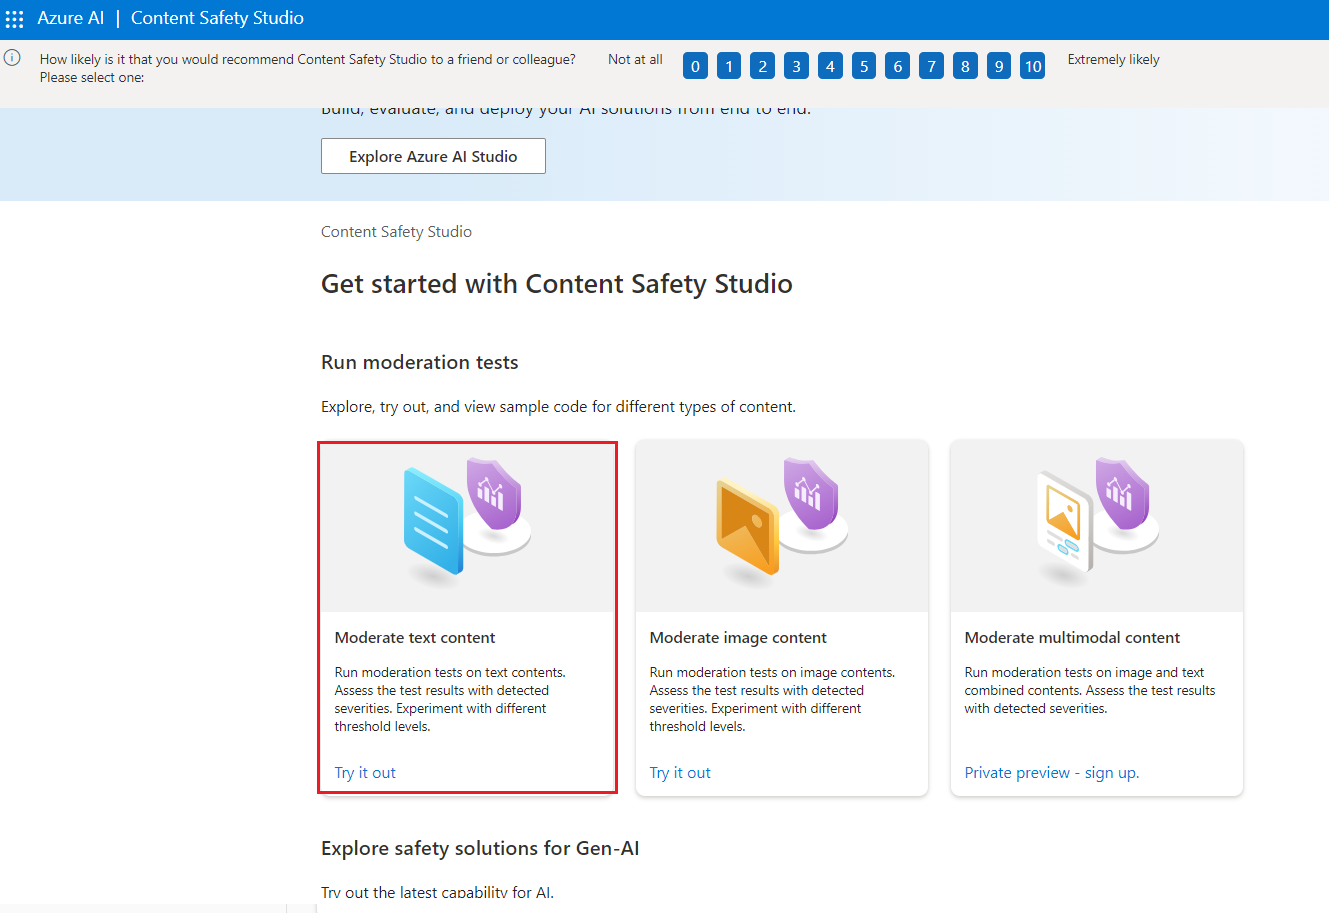 Azure AI | Content Safety Studio
How likely is it that you would recommend Content Safety Studio to a friend or colleague?
Please select one:
Not at all 0 1 2 3 4 5 6 7 8 9 10 Extremely likely
Build, evaluate, and deploy your AI solutions from end to end.
Explore Azure AI Studio
Content Safety Studio
Get started with Content Safety Studio
Run moderation tests
Explore, try out, and view sample code for different types of content.
Moderate text content
Run moderation tests on text contents.
Assess the test results with detected
severities. Experiment with different
threshold levels.
Try it out
Moderate image content
Run moderation tests on image contents.
Assess the test results with detected
severities. Experiment with different
threshold levels.
Try it out
Moderate multimodal content
Run moderation tests on image and text
combined contents. Assess the test results
with detected severities.
Private preview - sign up.
Explore safety solutions for Gen-AI
Try out the latest capability for AI.